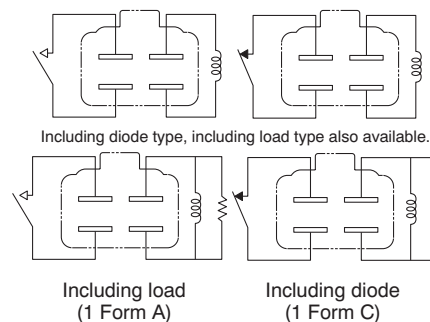 Including diode type, including load type also available.
Including load
(1 Form A)
Including diode
(1 Form C)